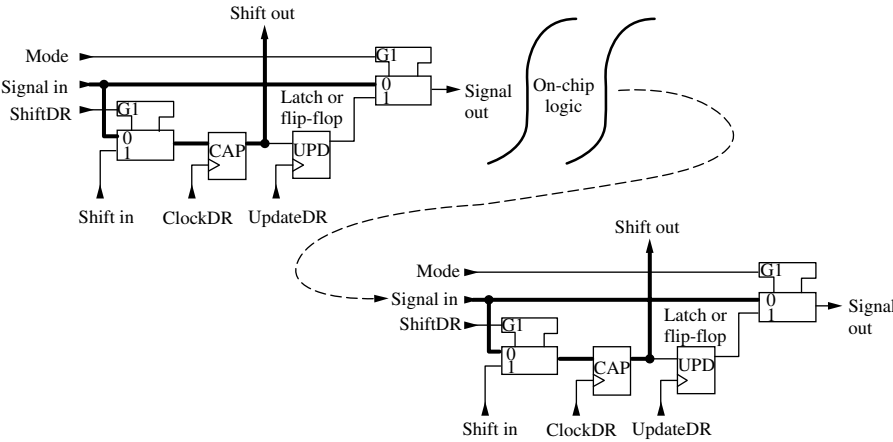 Shift out
Mode
G1
Signal in
0
1
Signal out
ShiftDR
G1
Latch or
flip-flop
0
1
CAP
UPD
Shift in
ClockDR
UpdateDR
On-chip
logic
Shift out
Mode
G1
Signal in
0
1
Signal
out
ShiftDR
G1
Latch or
flip-flop
0
1
CAP
UPD
Shift in
ClockDR
UpdateDR